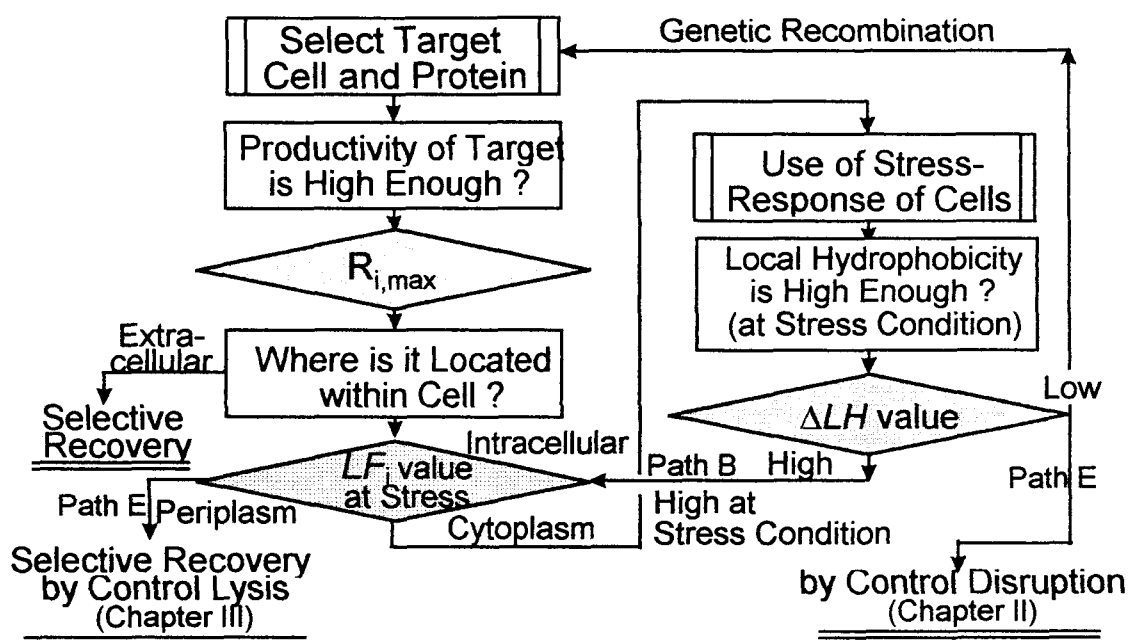 Select Target
Cell and Protein
Genetic Recombination
Productivity of Target
is High Enough ?
R i,max
Extra-
cellular
Where is it Located
within Cell ?
Selective
Recovery
Intracellular
LFi value
at Stress
Path E
Periplasm
Cytoplasm
Selective Recovery
by Control Lysis
(Chapter III)
Use of Stress-
Response of Cells
Local Hydrophobicity
is High Enough ?
(at Stress Condition)
ΔLH value
Low
Path B
High
High at
Stress Condition
Path E
by Control Disruption
(Chapter II)